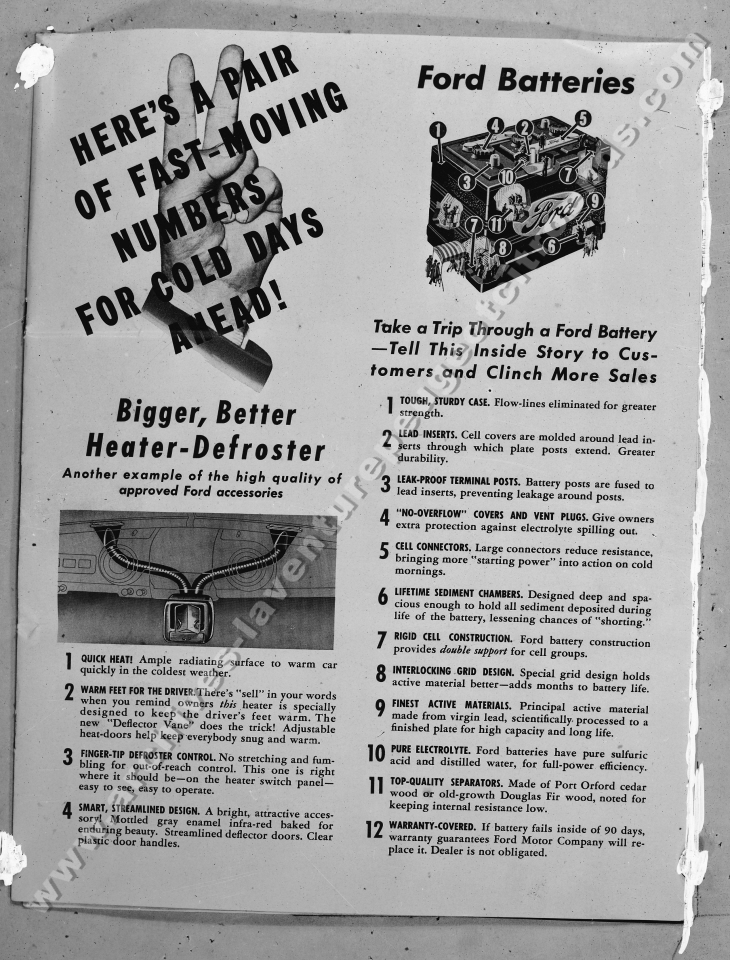 HERE'S A PAIR
OF FAST-MOVING
NUMBERS
FOR COLD DAYS
AHEAD!
Bigger, Better
Heater-Defroster
Another example of the high quality of
approved Ford accessories
1 QUICK HEAT! Ample radiating surface to warm car
quickly in the coldest weather.
2 WARM FEET FOR THE DRIVER. There's "sell" in your words
when you remind owners this heater is specially
designed to keep the driver's feet warm. The
new "Deflector Vane" does the trick! Adjustable
heat-doors help keep everybody snug and warm.
3 FINGER-TIP DEFROSTER CONTROL. No stretching and fum-
bling for out-of-reach control. This one is right
where it should be—on the heater switch panel—
easy to see, easy to operate.
4 SMART, STREAMLINED DESIGN. A bright, attractive acces-
sory! Mottled gray enamel infra-red baked for
enduring beauty. Streamlined deflector doors. Clear
plastic door handles.
Ford Batteries
1 4 2 5
3 10 7
7 11 Ford 9
8 6
Take a Trip Through a Ford Battery
—Tell This Inside Story to Cus-
tomers and Clinch More Sales
1 TOUGH, STURDY CASE. Flow-lines eliminated for greater
strength.
2 LEAD INSERTS. Cell covers are molded around lead in-
serts through which plate posts extend. Greater
durability.
3 LEAK-PROOF TERMINAL POSTS. Battery posts are fused to
lead inserts, preventing leakage around posts.
4 "NO-OVERFLOW" COVERS AND VENT PLUGS. Give owners
extra protection against electrolyte spilling out.
5 CELL CONNECTORS. Large connectors reduce resistance,
bringing more "starting power" into action on cold
mornings.
6 LIFETIME SEDIMENT CHAMBERS. Designed deep and spa-
cious enough to hold all sediment deposited during
life of the battery, lessening chances of "shorting."
7 RIGID CELL CONSTRUCTION. Ford battery construction
provides double support for cell groups.
8 INTERLOCKING GRID DESIGN. Special grid design holds
active material better—adds months to battery life.
9 FINEST ACTIVE MATERIALS. Principal active material
made from virgin lead, scientifically processed to a
finished plate for high capacity and long life.
10 PURE ELECTROLYTE. Ford batteries have pure sulfuric
acid and distilled water, for full-power efficiency.
11 TOP-QUALITY SEPARATORS. Made of Port Orford cedar
wood or old-growth Douglas Fir wood, noted for
keeping internal resistance low.
12 WARRANTY-COVERED. If battery fails inside of 90 days,
warranty guarantees Ford Motor Company will re-
place it. Dealer is not obligated.